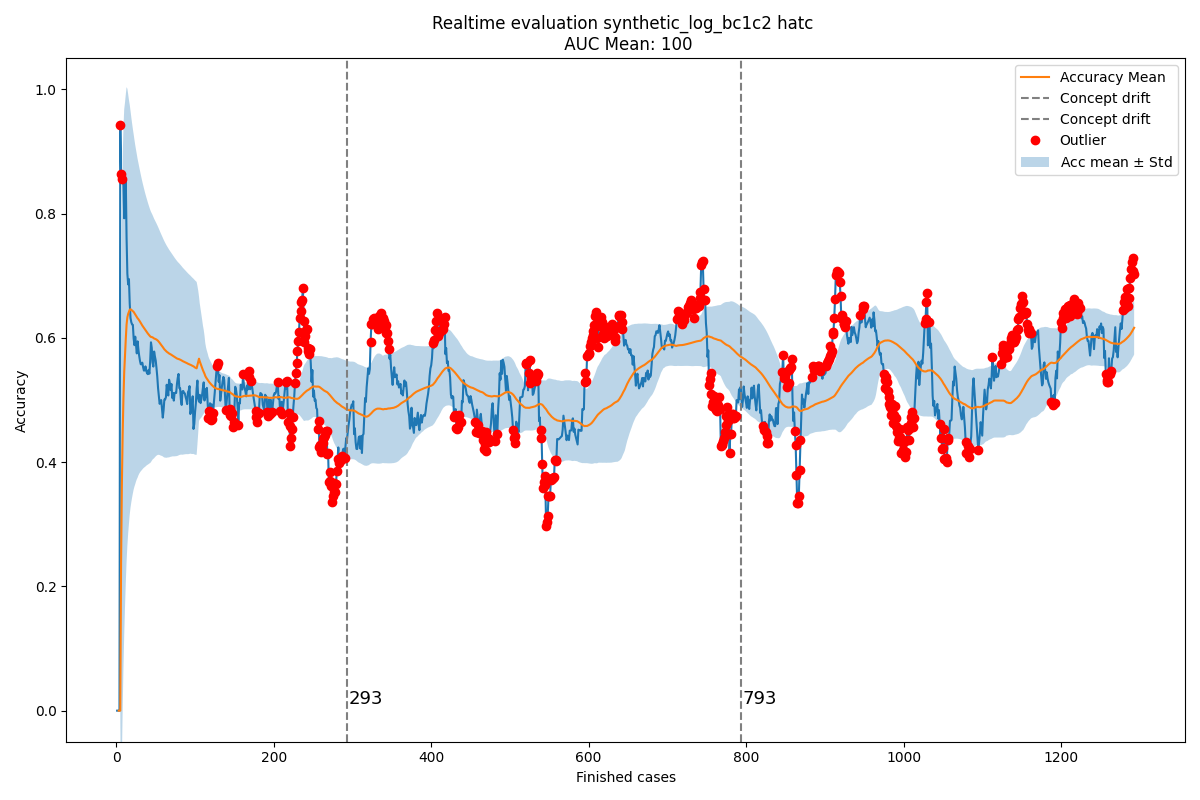 Realtime evaluation synthetic_log_bc1c2 hatc
AUC Mean: 100
Accuracy Mean
Concept drift
Concept drift
Outlier
Acc mean ± Std
1.0
0.8
0.6
0.4
0.2
0.0
Accuracy
293
793
0
200
400
600
800
1000
1200
Finished cases